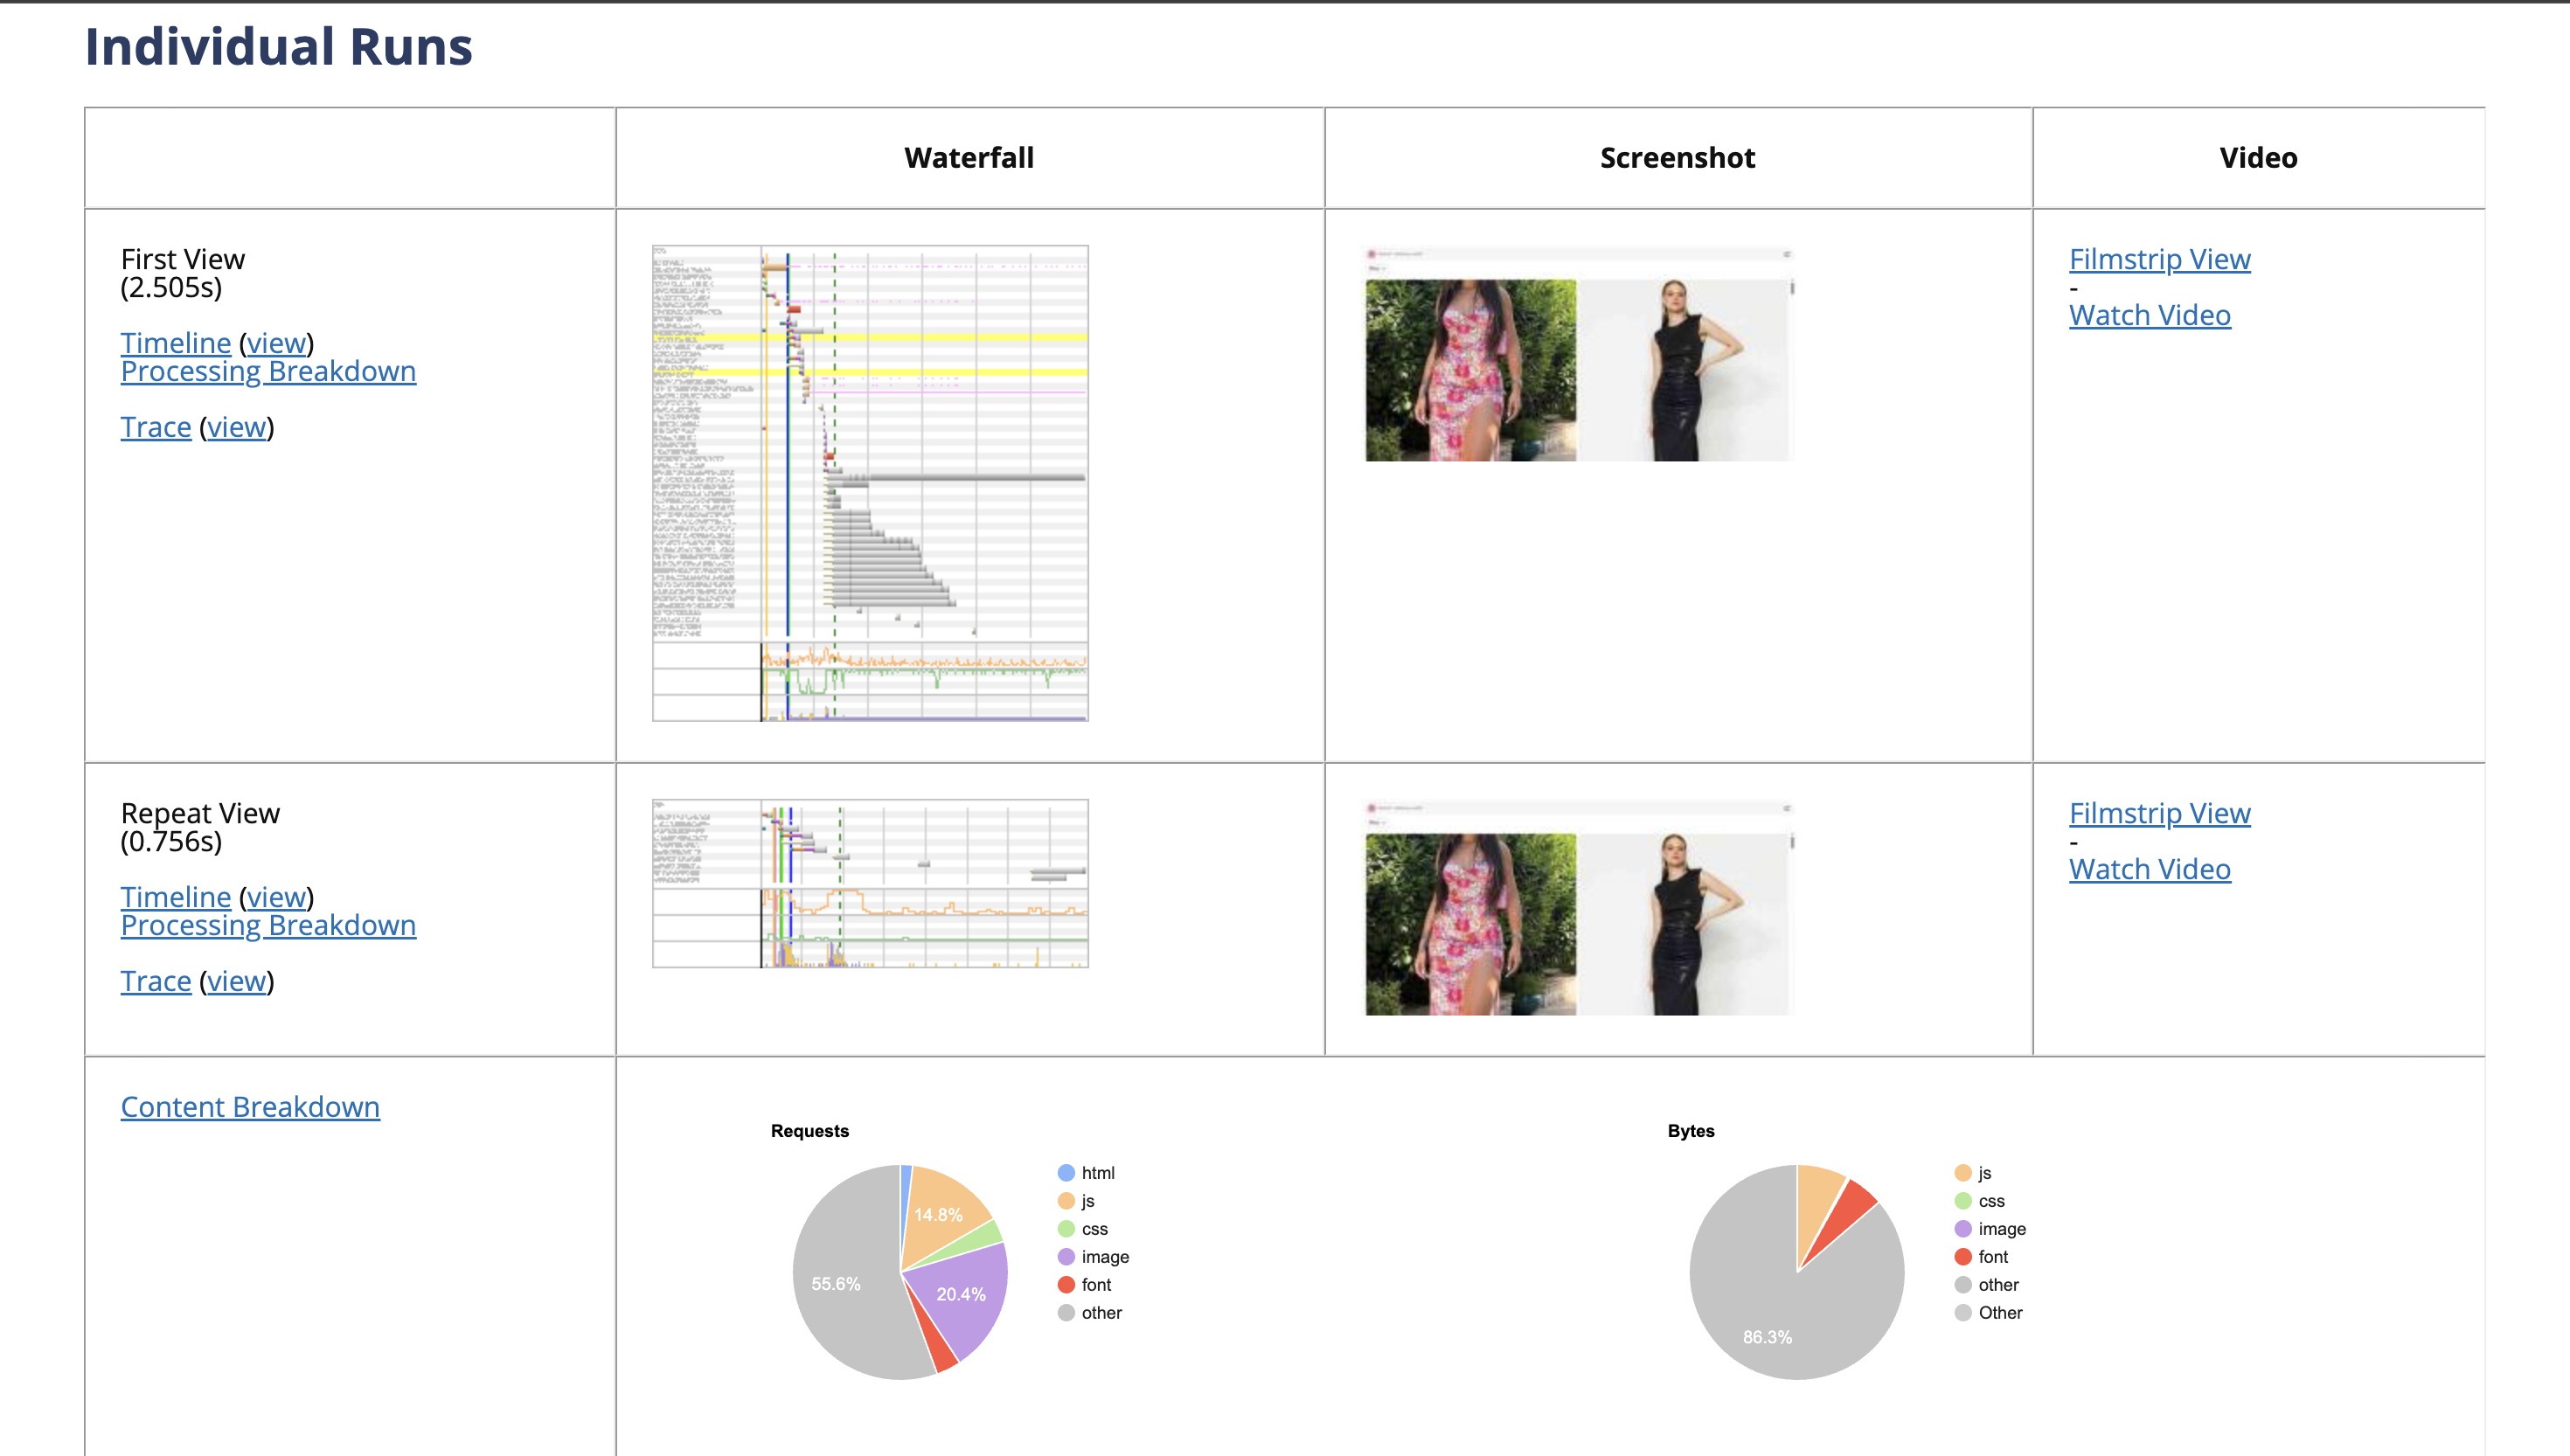 Individual Runs
Waterfall
Screenshot
Video
First View
(2.505s)
Timeline (view)
Processing Breakdown
Trace (view)
Filmstrip View
-
Watch Video
Repeat View
(0.756s)
Timeline (view)
Processing Breakdown
Trace (view)
Filmstrip View
-
Watch Video
Content Breakdown
Requests
html
js
css
image
font
other
14.8%
55.6%
20.4%
Bytes
js
css
image
font
other
Other
86.3%